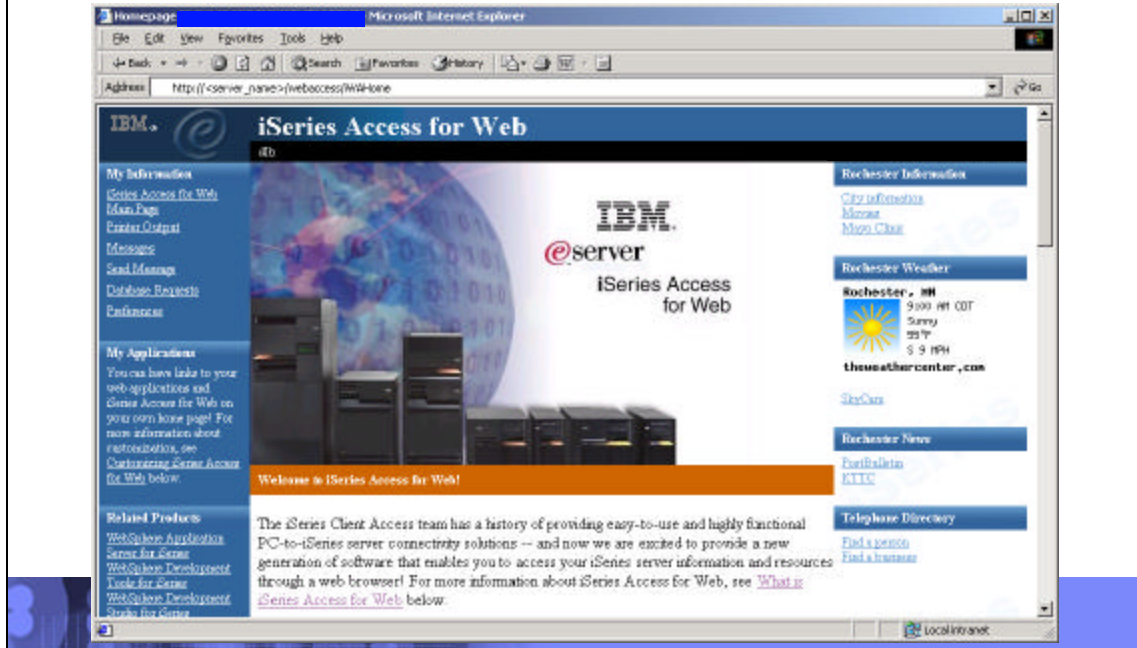 Homepage Microsoft Internet Explorer
File Edit View Favorites Tools Help
Back Search Favorites History
Address http://<server_name>/webaccess/iWAHome Go
IBM. iSeries Access for Web
My Information
iSeries Access for Web
Main Page
Printer Output
Messages
Send Message
Database Requests
Preferences
My Applications
You can have links to your
web applications and
iSeries Access for Web on
your own home page! For
more information about
customization, see
Customizing iSeries Access
for Web below.
Related Products
WebSphere Application
Server for iSeries
WebSphere Development
Tools for iSeries
WebSphere Development
Studio for iSeries
IBM.
eserver
iSeries Access
for Web
Welcome to iSeries Access for Web!
The iSeries Client Access team has a history of providing easy-to-use and highly functional
PC-to-iSeries server connectivity solutions -- and now we are excited to provide a new
generation of software that enables you to access your iSeries server information and resources
through a web browser! For more information about iSeries Access for Web, see What is
iSeries Access for Web below.
Rochester Information
City information
Movies
Mayo Clinic
Rochester Weather
Rochester, MN
9:00 AM CDT
Sunny
S 9 MPH
theweathercenter.com
SkyCam
Rochester News
PostBulletin
KTTC
Telephone Directory
Find a person
Find a business
Local intranet